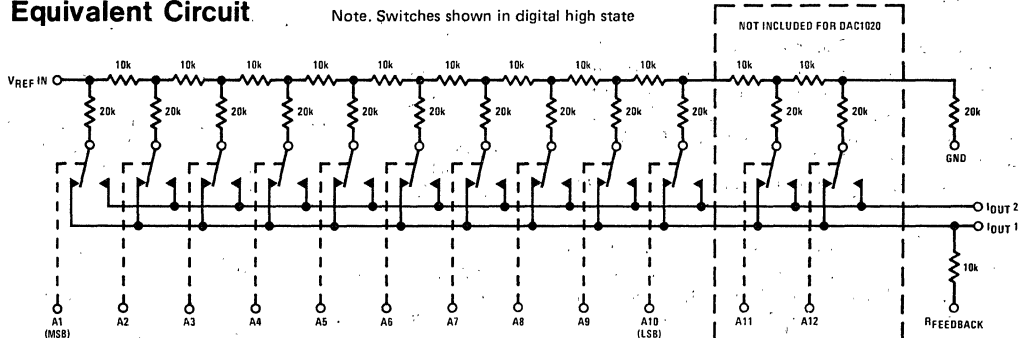 Equivalent Circuit
Note. Switches shown in digital high state
NOT INCLUDED FOR DAC1020
10k 10k 10k 10k 10k 10k 10k 10k 10k 10k 10k
VREF IN
20k 20k 20k 20k 20k 20k 20k 20k 20k 20k 20k 20k 20k
GND
IOUT 2
IOUT 1
10k
A1 A2 A3 A4 A5 A6 A7 A8 A9 A10 A11 A12 RFEEDBACK
(MSB) (LSB)